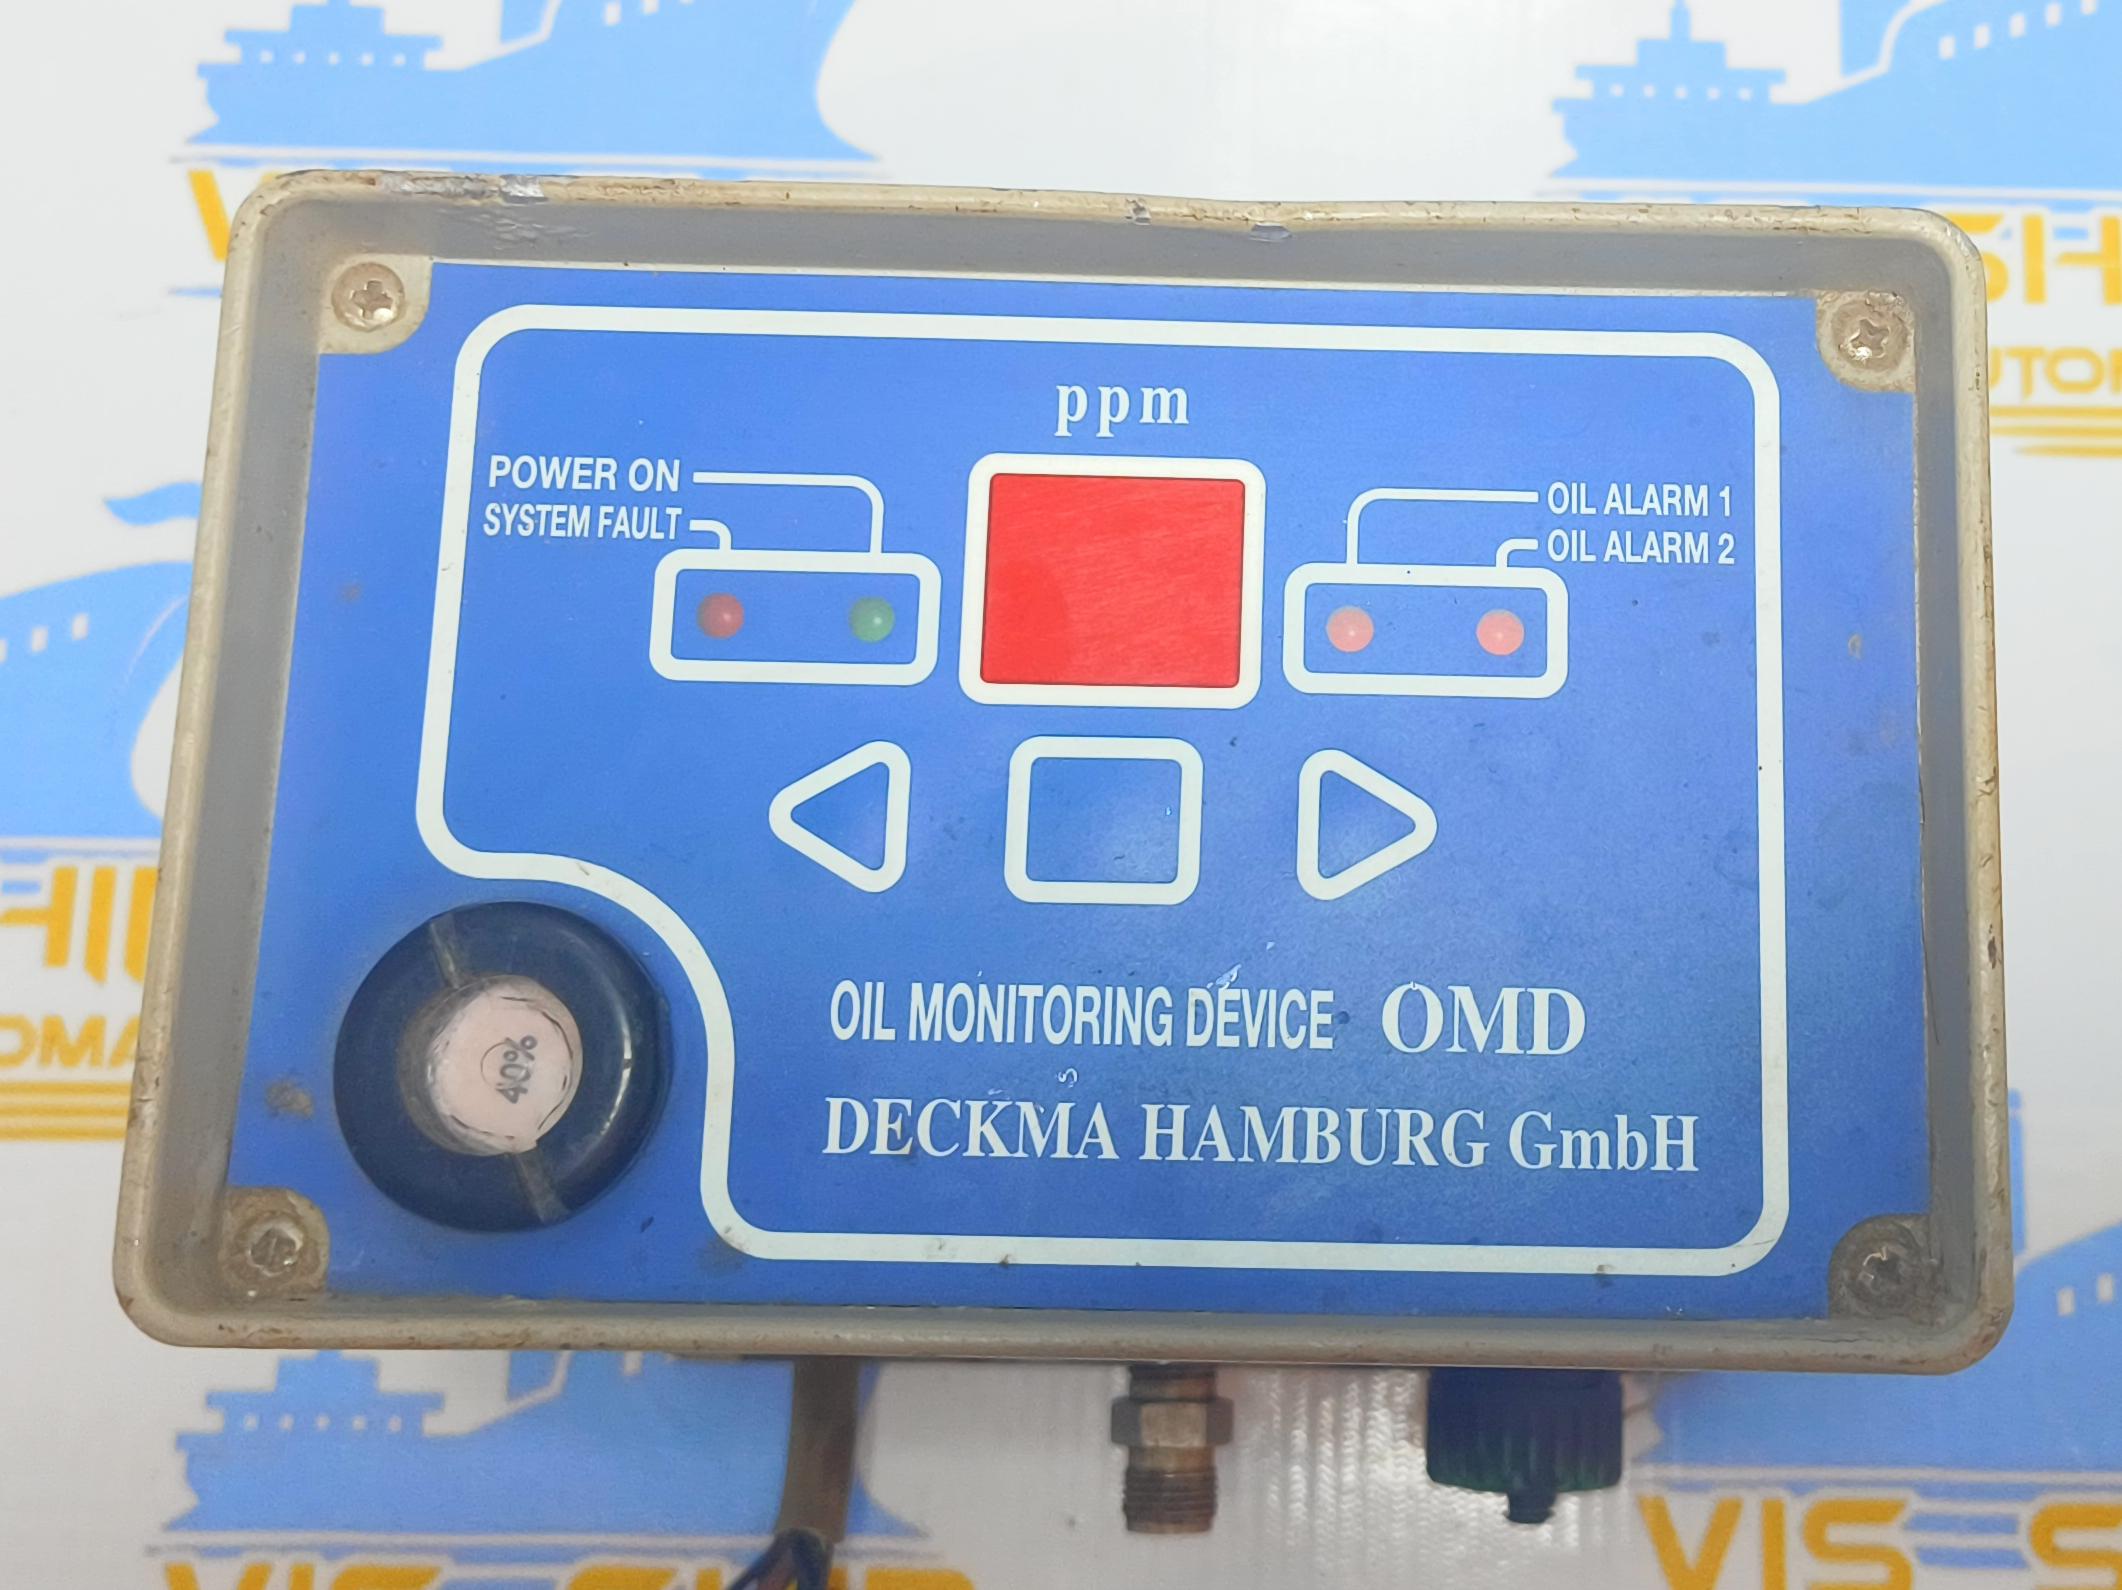 ppm
POWER ON
SYSTEM FAULT
OIL ALARM 1
OIL ALARM 2
OIL MONITORING DEVICE OMD
DECKMA HAMBURG GmbH
40%